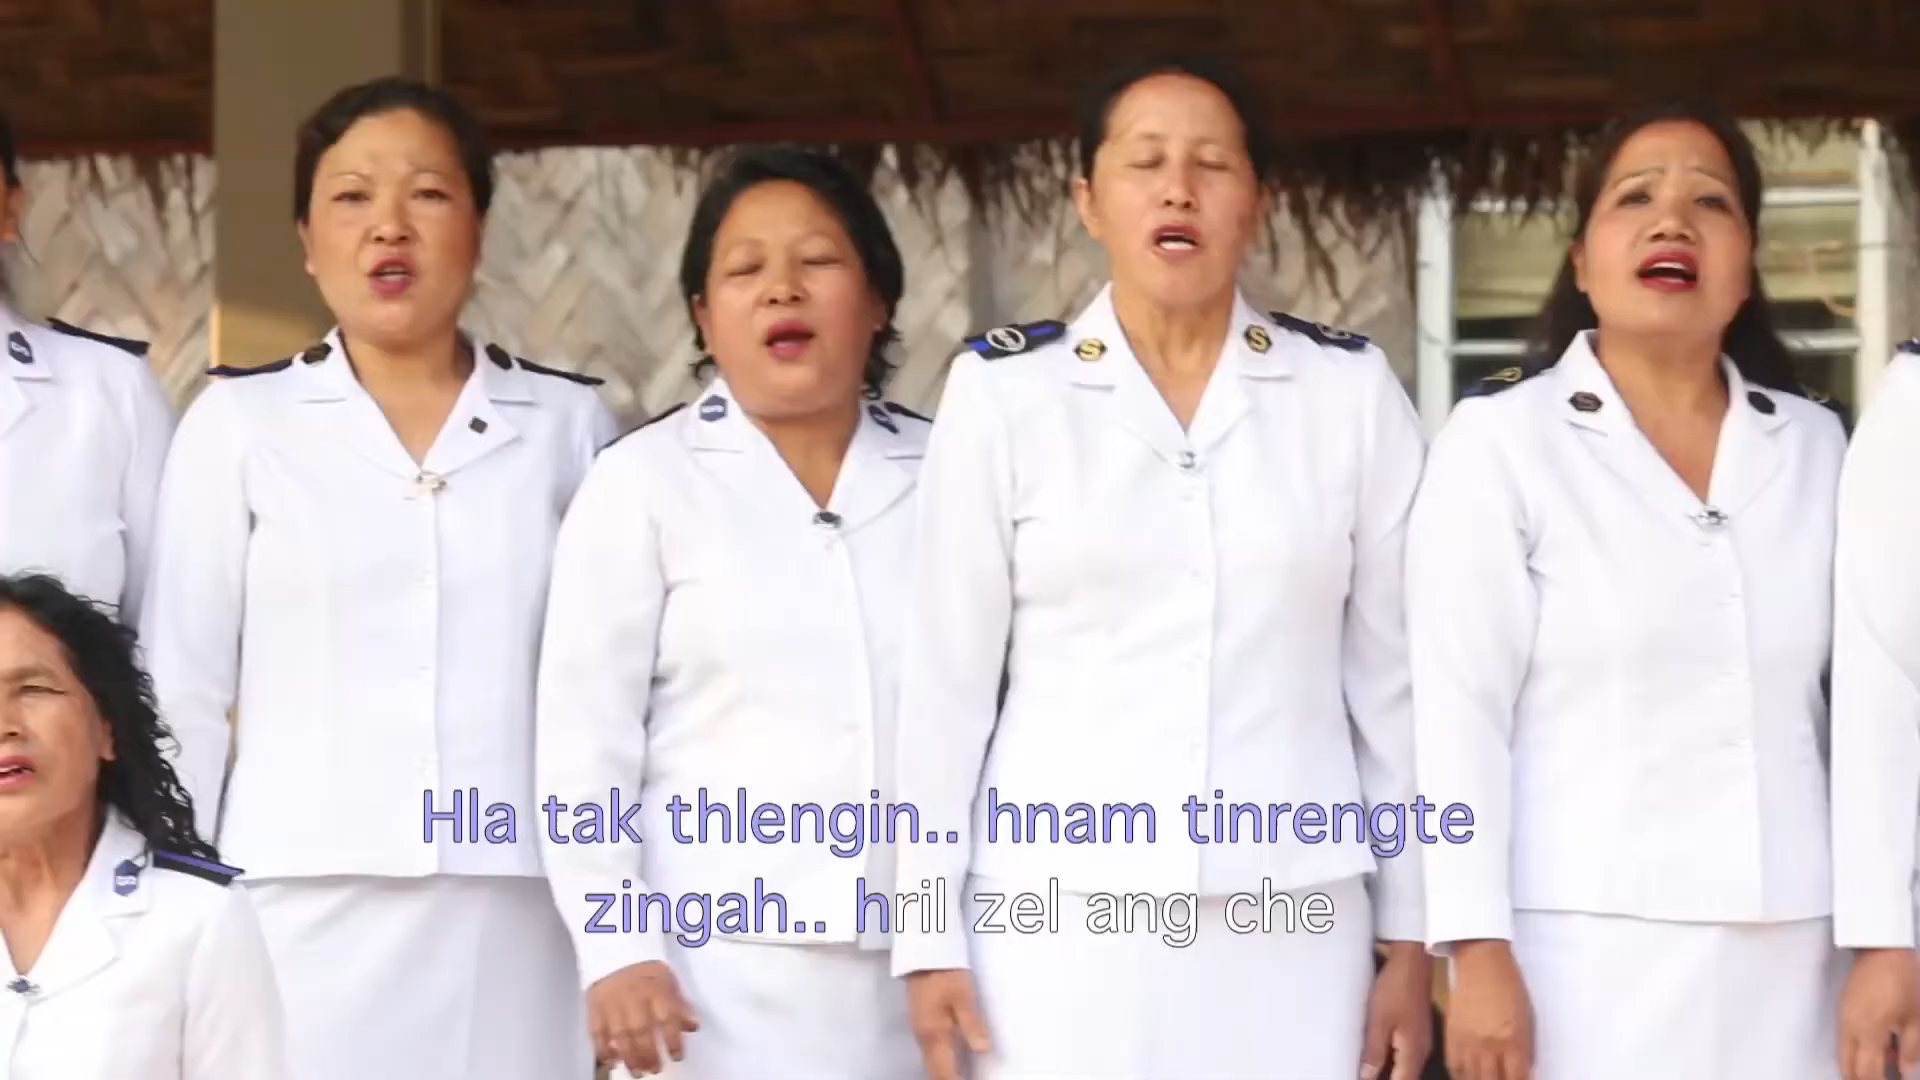 Hla tak thlengin.. hnam tinrengte
zingah.. hril zel ang che
S S
S